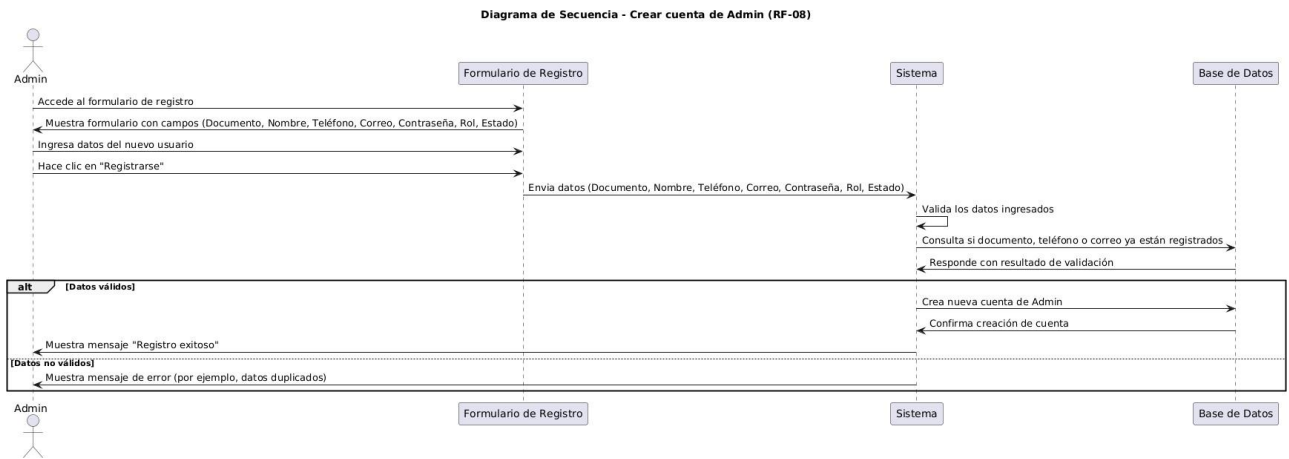 Diagrama de Secuencia - Crear cuenta de Admin (RF-08)
Admin
Formulario de Registro
Sistema
Base de Datos
Accede al formulario de registro
Muestra formulario con campos (Documento, Nombre, Teléfono, Correo, Contraseña, Rol, Estado)
Ingresa datos del nuevo usuario
Hace clic en "Registrarse"
Envia datos (Documento, Nombre, Teléfono, Correo, Contraseña, Rol, Estado)
Valida los datos ingresados
Consulta si documento, teléfono o correo ya están registrados
Responde con resultado de validación
alt
[Datos válidos]
Crea nueva cuenta de Admin
Confirma creación de cuenta
Muestra mensaje "Registro exitoso"
[Datos no válidos]
Muestra mensaje de error (por ejemplo, datos duplicados)
Admin
Formulario de Registro
Sistema
Base de Datos